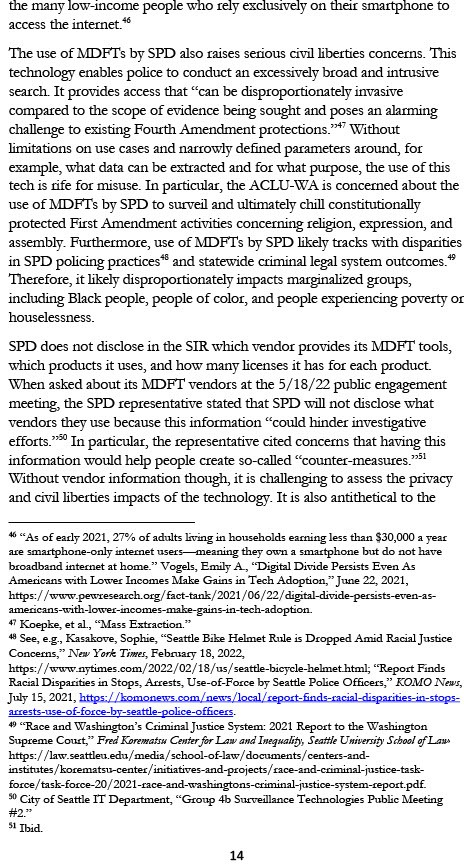 the many low-income people who rely exclusively on their smartphone to
access the internet.46
The use of MDFTs by SPD also raises serious civil liberties concerns. This
technology enables police to conduct an excessively broad and intrusive
search. It provides access that “can be disproportionately invasive
compared to the scope of evidence being sought and poses an alarming
challenge to existing Fourth Amendment protections.”47 Without
limitations on use cases and narrowly defined parameters around, for
example, what data can be extracted and for what purpose, the use of this
tech is rife for misuse. In particular, the ACLU-WA is concerned about the
use of MDFTs by SPD to surveil and ultimately chill constitutionally
protected First Amendment activities concerning religion, expression, and
assembly. Furthermore, use of MDFTs by SPD likely tracks with disparities
in SPD policing practices48 and statewide criminal legal system outcomes.49
Therefore, it likely disproportionately impacts marginalized groups,
including Black people, people of color, and people experiencing poverty or
houselessness.
SPD does not disclose in the SIR which vendor provides its MDFT tools,
which products it uses, and how many licenses it has for each product.
When asked about its MDFT vendors at the 5/18/22 public engagement
meeting, the SPD representative stated that SPD will not disclose what
vendors they use because this information “could hinder investigative
efforts.”50 In particular, the representative cited concerns that having this
information would help people create so-called “counter-measures.”51
Without vendor information though, it is challenging to assess the privacy
and civil liberties impacts of the technology. It is also antithetical to the
46 “As of early 2021, 27% of adults living in households earning less than $30,000 a year
are smartphone-only internet users—meaning they own a smartphone but do not have
broadband internet at home.” Vogels, Emily A., “Digital Divide Persists Even As
Americans with Lower Incomes Make Gains in Tech Adoption,” June 22, 2021,
https://www.pewresearch.org/fact-tank/2021/06/22/digital-divide-persists-even-as-
americans-with-lower-incomes-make-gains-in-tech-adoption.
47 Koepke, et al., “Mass Extraction.”
48 See, e.g., Kasakove, Sophie, “Seattle Bike Helmet Rule is Dropped Amid Racial Justice
Concerns,” New York Times, February 18, 2022,
https://www.nytimes.com/2022/02/18/us/seattle-bicycle-helmet.html; “Report Finds
Racial Disparities in Stops, Arrests, Use-of-Force by Seattle Police Officers,” KOMO News,
July 15, 2021, https://komonews.com/news/local/report-finds-racial-disparities-in-stops-
arrests-use-of-force-by-seattle-police-officers.
49 “Race and Washington’s Criminal Justice System: 2021 Report to the Washington
Supreme Court,” Fred Korematsu Center for Law and Inequality, Seattle University School of Law
https://law.seattleu.edu/media/school-of-law/documents/centers-and-
institutes/korematsu-center/initiatives-and-projects/race-and-criminal-justice-task-
force/task-force-20/2021-race-and-washingtons-criminal-justice-system-report.pdf.
50 City of Seattle IT Department, “Group 4b Surveillance Technologies Public Meeting
#2.”
51 Ibid.
14